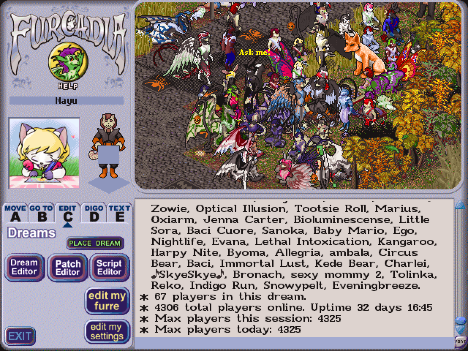 FURCADIA
HELP
Nayu
Ask me
MOVE GO TO EDIT DIGO TEXT
A B C D E
Dreams
PLACE DREAM
Dream Editor
Patch Editor
Script Editor
edit my furre
EXIT
edit my settings
Zowie, Optical Illusion, Tootsie Roll, Marius,
Oxiarm, Jenna Carter, Bioluminescense, Little
Sora, Baci Cuore, Sanoka, Baby Mario, Ego,
Nightlife, Evana, Lethal Intoxication, Kangaroo,
Harpy Nite, Byoma, Allegria, ambala, Circus
Bear, Baci, Immortal Lust, Kede Bear, Charlei,
♪SkyeSkye♪, Bronach, sexy mommy 2, Tolinka,
Reko, Indigo Run, Snowypelt, Eveningbreeze.
* 67 players in this dream.
* 4306 total players online. Uptime 32 days 16:45
* Max players this session: 4325
* Max players today: 4325